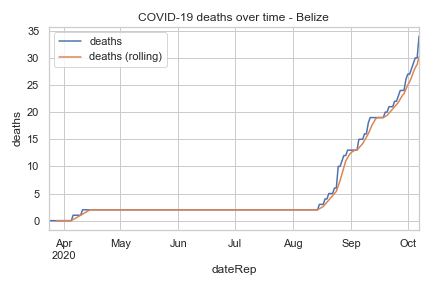 COVID-19 deaths over time - Belize
deaths
deaths (rolling)
35
30
25
20
15
10
5
0
deaths
Apr
2020
May
Jun
Jul
Aug
Sep
Oct
dateRep